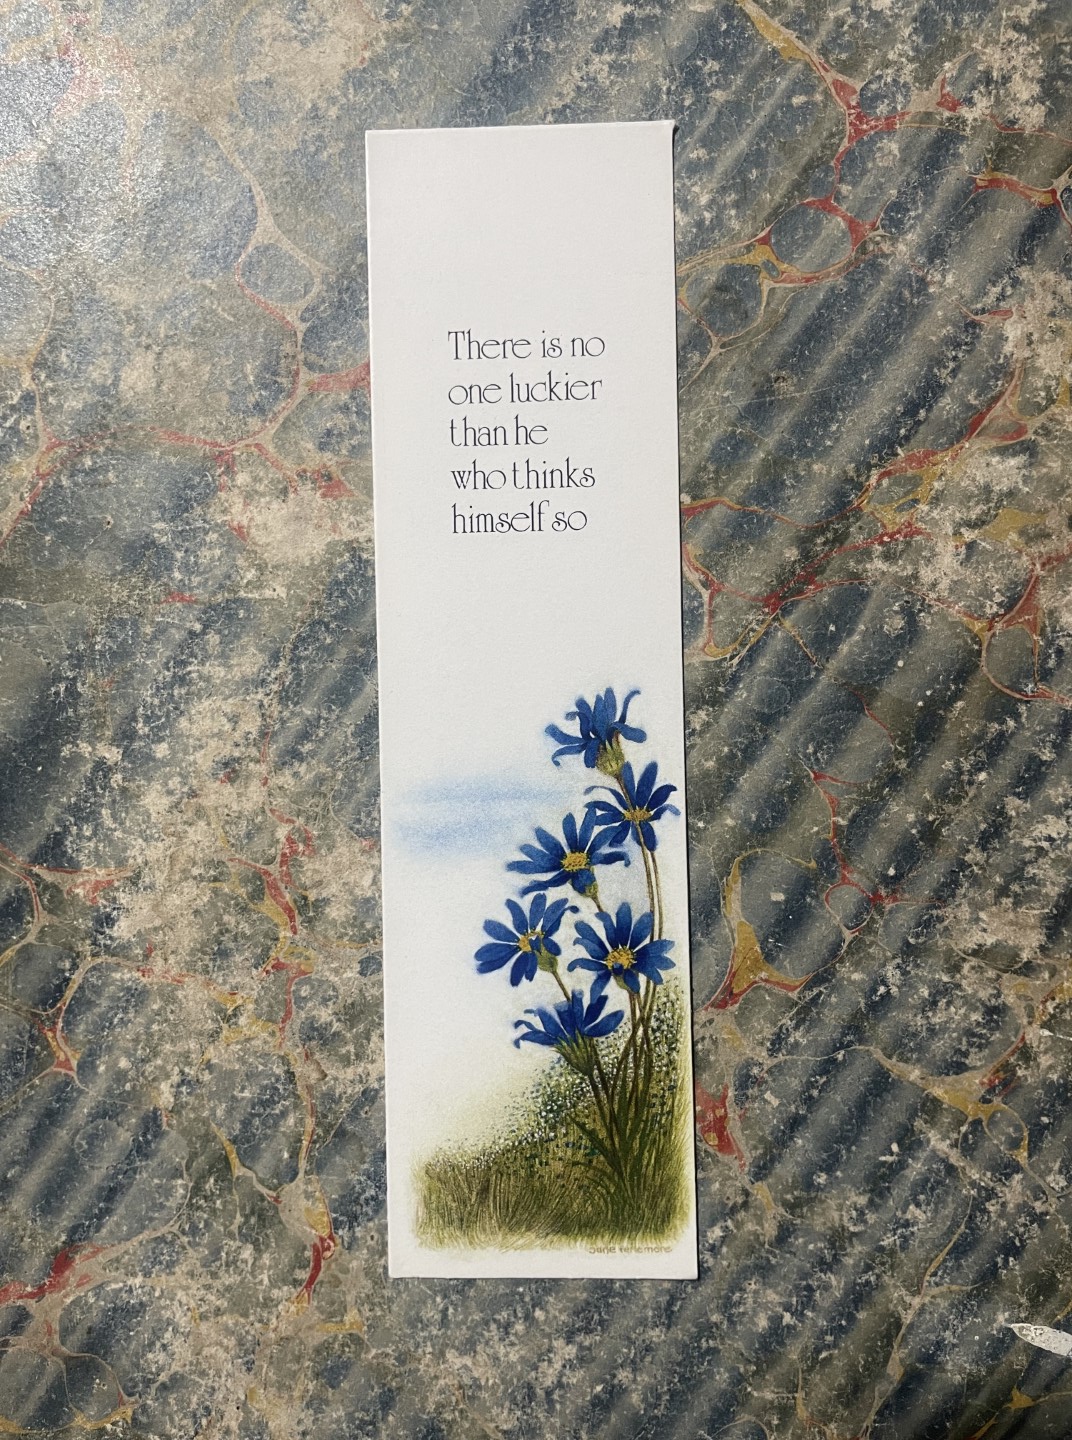 There is no
one luckier
than he
who thinks
himself so